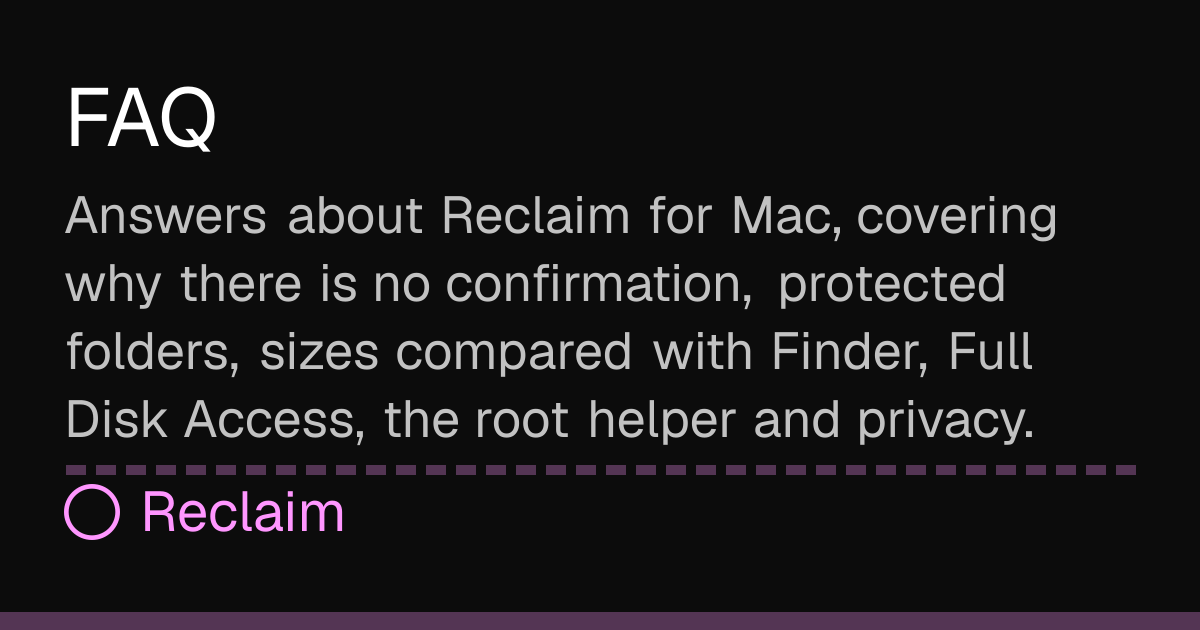 FAQ
Answers about Reclaim for Mac, covering
why there is no confirmation, protected
folders, sizes compared with Finder, Full
Disk Access, the root helper and privacy.
Reclaim